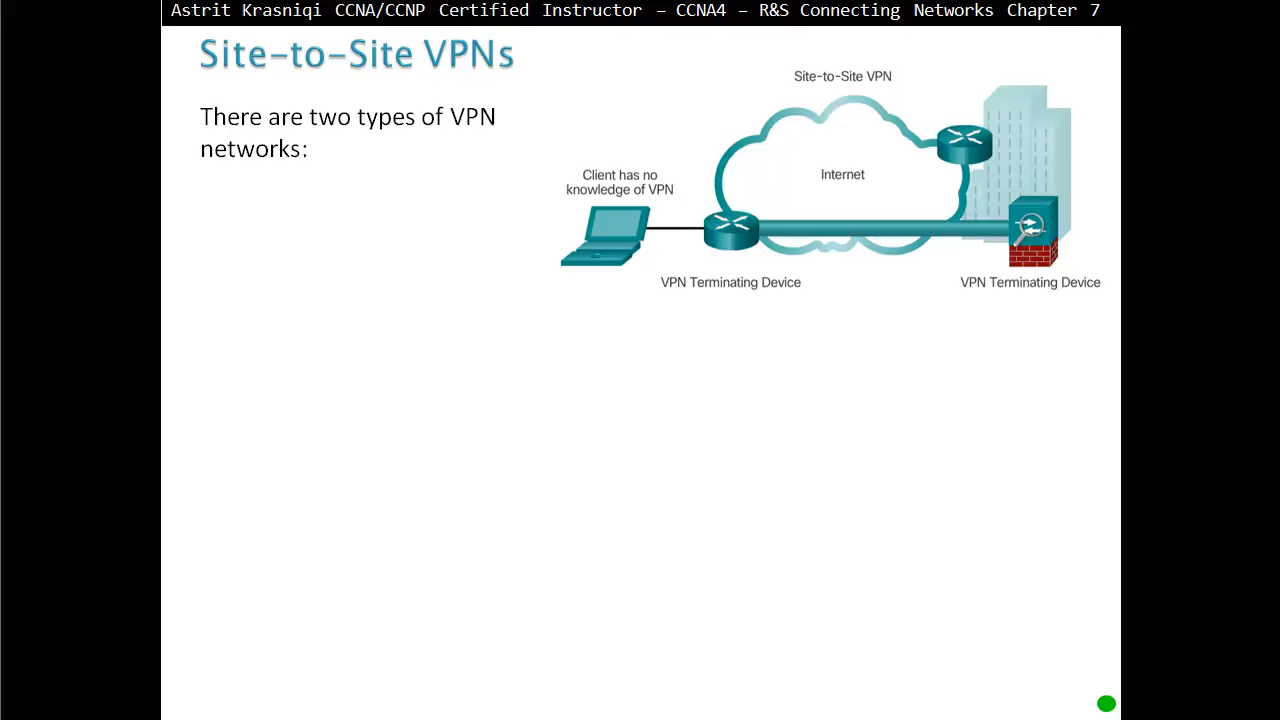 Astrit Krasniqi CCNA/CCNP Certified Instructor – CCNA4 – R&S Connecting Networks Chapter 7
Site-to-Site VPNs
There are two types of VPN
networks:
Site-to-Site VPN
Internet
Client has no
knowledge of VPN
VPN Terminating Device
VPN Terminating Device